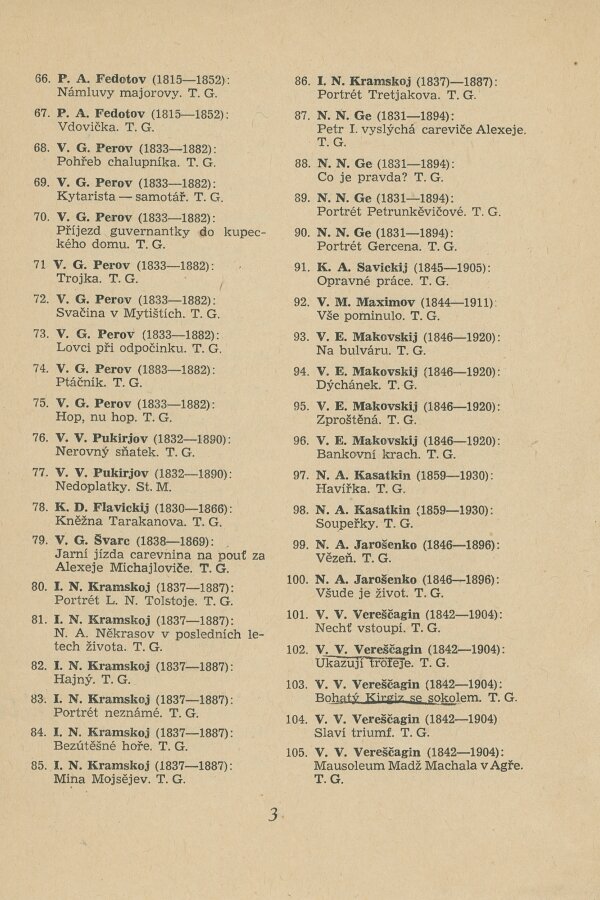 66. P. A. Fedotov (1815—1852):
Námluvy majorovy. T. G.
67. P. A. Fedotov (1815—1852):
Vdovička. T. G.
68. V. G. Perov (1833—1882):
Pohřeb chalupníka. T. G.
69. V. G. Perov (1833—1882):
Kytarista — samotář. T. G.
70. V. G. Perov (1833—1882):
Příjezd guvernantky do kupec-
kého domu. T. G.
71 V. G. Perov (1833—1882):
Trojka. T. G.
72. V. G. Perov (1833—1882):
Svačina v Mytištích. T. G.
73. V. G. Perov (1833—1882):
Lovci při odpočinku. T. G.
74. V. G. Perov (1883—1882):
Ptáčník. T. G.
75. V. G. Perov (1833—1882):
Hop, nu hop. T. G.
76. V. V. Pukirjov (1832—1890):
Nerovný sňatek. T. G.
77. V. V. Pukirjov (1832—1890):
Nedoplatky. St. M.
78. K. D. Flavickij (1830—1866):
Kněžna Tarakanova. T. G.
79. V. G. Švarc (1838—1869):
Jarní jízda carevnina na pouť za
Alexeje Michajloviče. T. G.
80. I. N. Kramskoj (1837—1887):
Portrét L. N. Tolstoje. T. G.
81. I. N. Kramskoj (1837—1887):
N. A. Někrasov v posledních le-
tech života. T. G.
82. I. N. Kramskoj (1837—1887):
Hajný. T. G.
83. I. N. Kramskoj (1837—1887):
Portrét neznámé. T. G.
84. I. N. Kramskoj (1837—1887):
Bezútěšné hoře. T. G.
85. I. N. Kramskoj (1837—1887):
Mina Mojsějev. T. G.
86. I. N. Kramskoj (1837)—1887):
Portrét Tretjakova. T. G.
87. N. N. Ge (1831—1894):
Petr I. vyslýchá careviče Alexeje.
T. G.
88. N. N. Ge (1831—1894):
Co je pravda? T. G.
89. N. N. Ge (1831—1894):
Portrét Petrunkěvičové. T. G.
90. N. N. Ge (1831—1894):
Portrét Gercena. T. G.
91. K. A. Savickij (1845—1905):
Opravné práce. T. G.
92. V. M. Maximov (1844—1911)
Vše pominulo. T. G.
93. V. E. Makovskij (1846—1920):
Na bulváru. T. G.
94. V. E. Makovskij (1846—1920):
Dýchánek. T. G.
95. V. E. Makovskij (1846—1920):
Zproštěná. T. G.
96. V. E. Makovskij (1846—1920):
Bankovní krach. T. G.
97. N. A. Kasatkin (1859—1930):
Havířka. T. G.
98. N. A. Kasatkin (1859—1930):
Soupeřky. T. G.
99. N. A. Jarošenko (1846—1896):
Vězeň. T. G.
100. N. A. Jarošenko (1846—1896):
Všude je život. T. G.
101. V. V. Vereščagin (1842—1904):
Nechť vstoupí. T. G.
102. V. V. Vereščagin (1842—1904):
Ukazují trofeje. T. G.
103. V. V. Vereščagin (1842—1904):
Bohatý Kirgiz se sokolem. T. G.
104. V. V. Vereščagin (1842—1904)
Slaví triumf. T. G.
105. V. V. Vereščagin (1842—1904):
Mausoleum Madž Machala v Agře.
T. G.
3